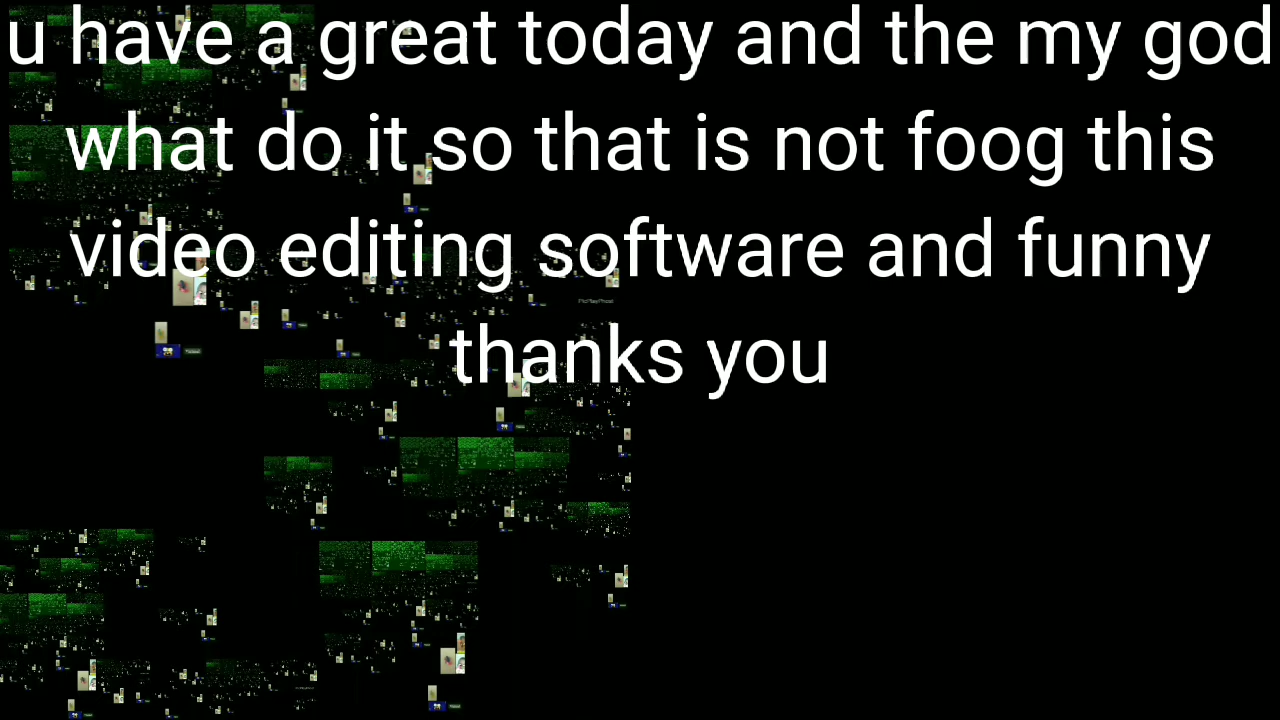 u have a great today and the my god
what do it so that is not foog this
video editing software and funny
thanks you